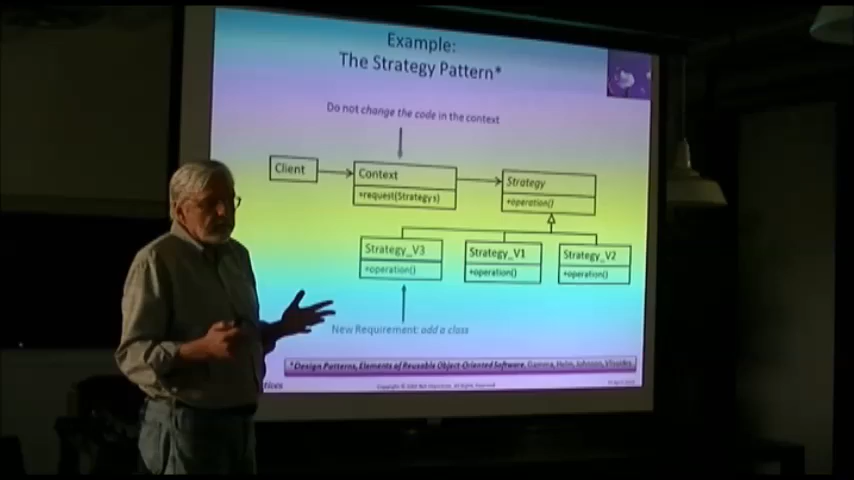 Example:
The Strategy Pattern*
Do not change the code in the context
Client
Context
+request(Strategy s)
Strategy
+operation()
Strategy_V3
+operation()
Strategy_V1
+operation()
Strategy_V2
+operation()
New Requirement: add a class
* Design Patterns, Elements of Reusable Object-Oriented Software, Gamma, Helm, Johnson, Vlissides